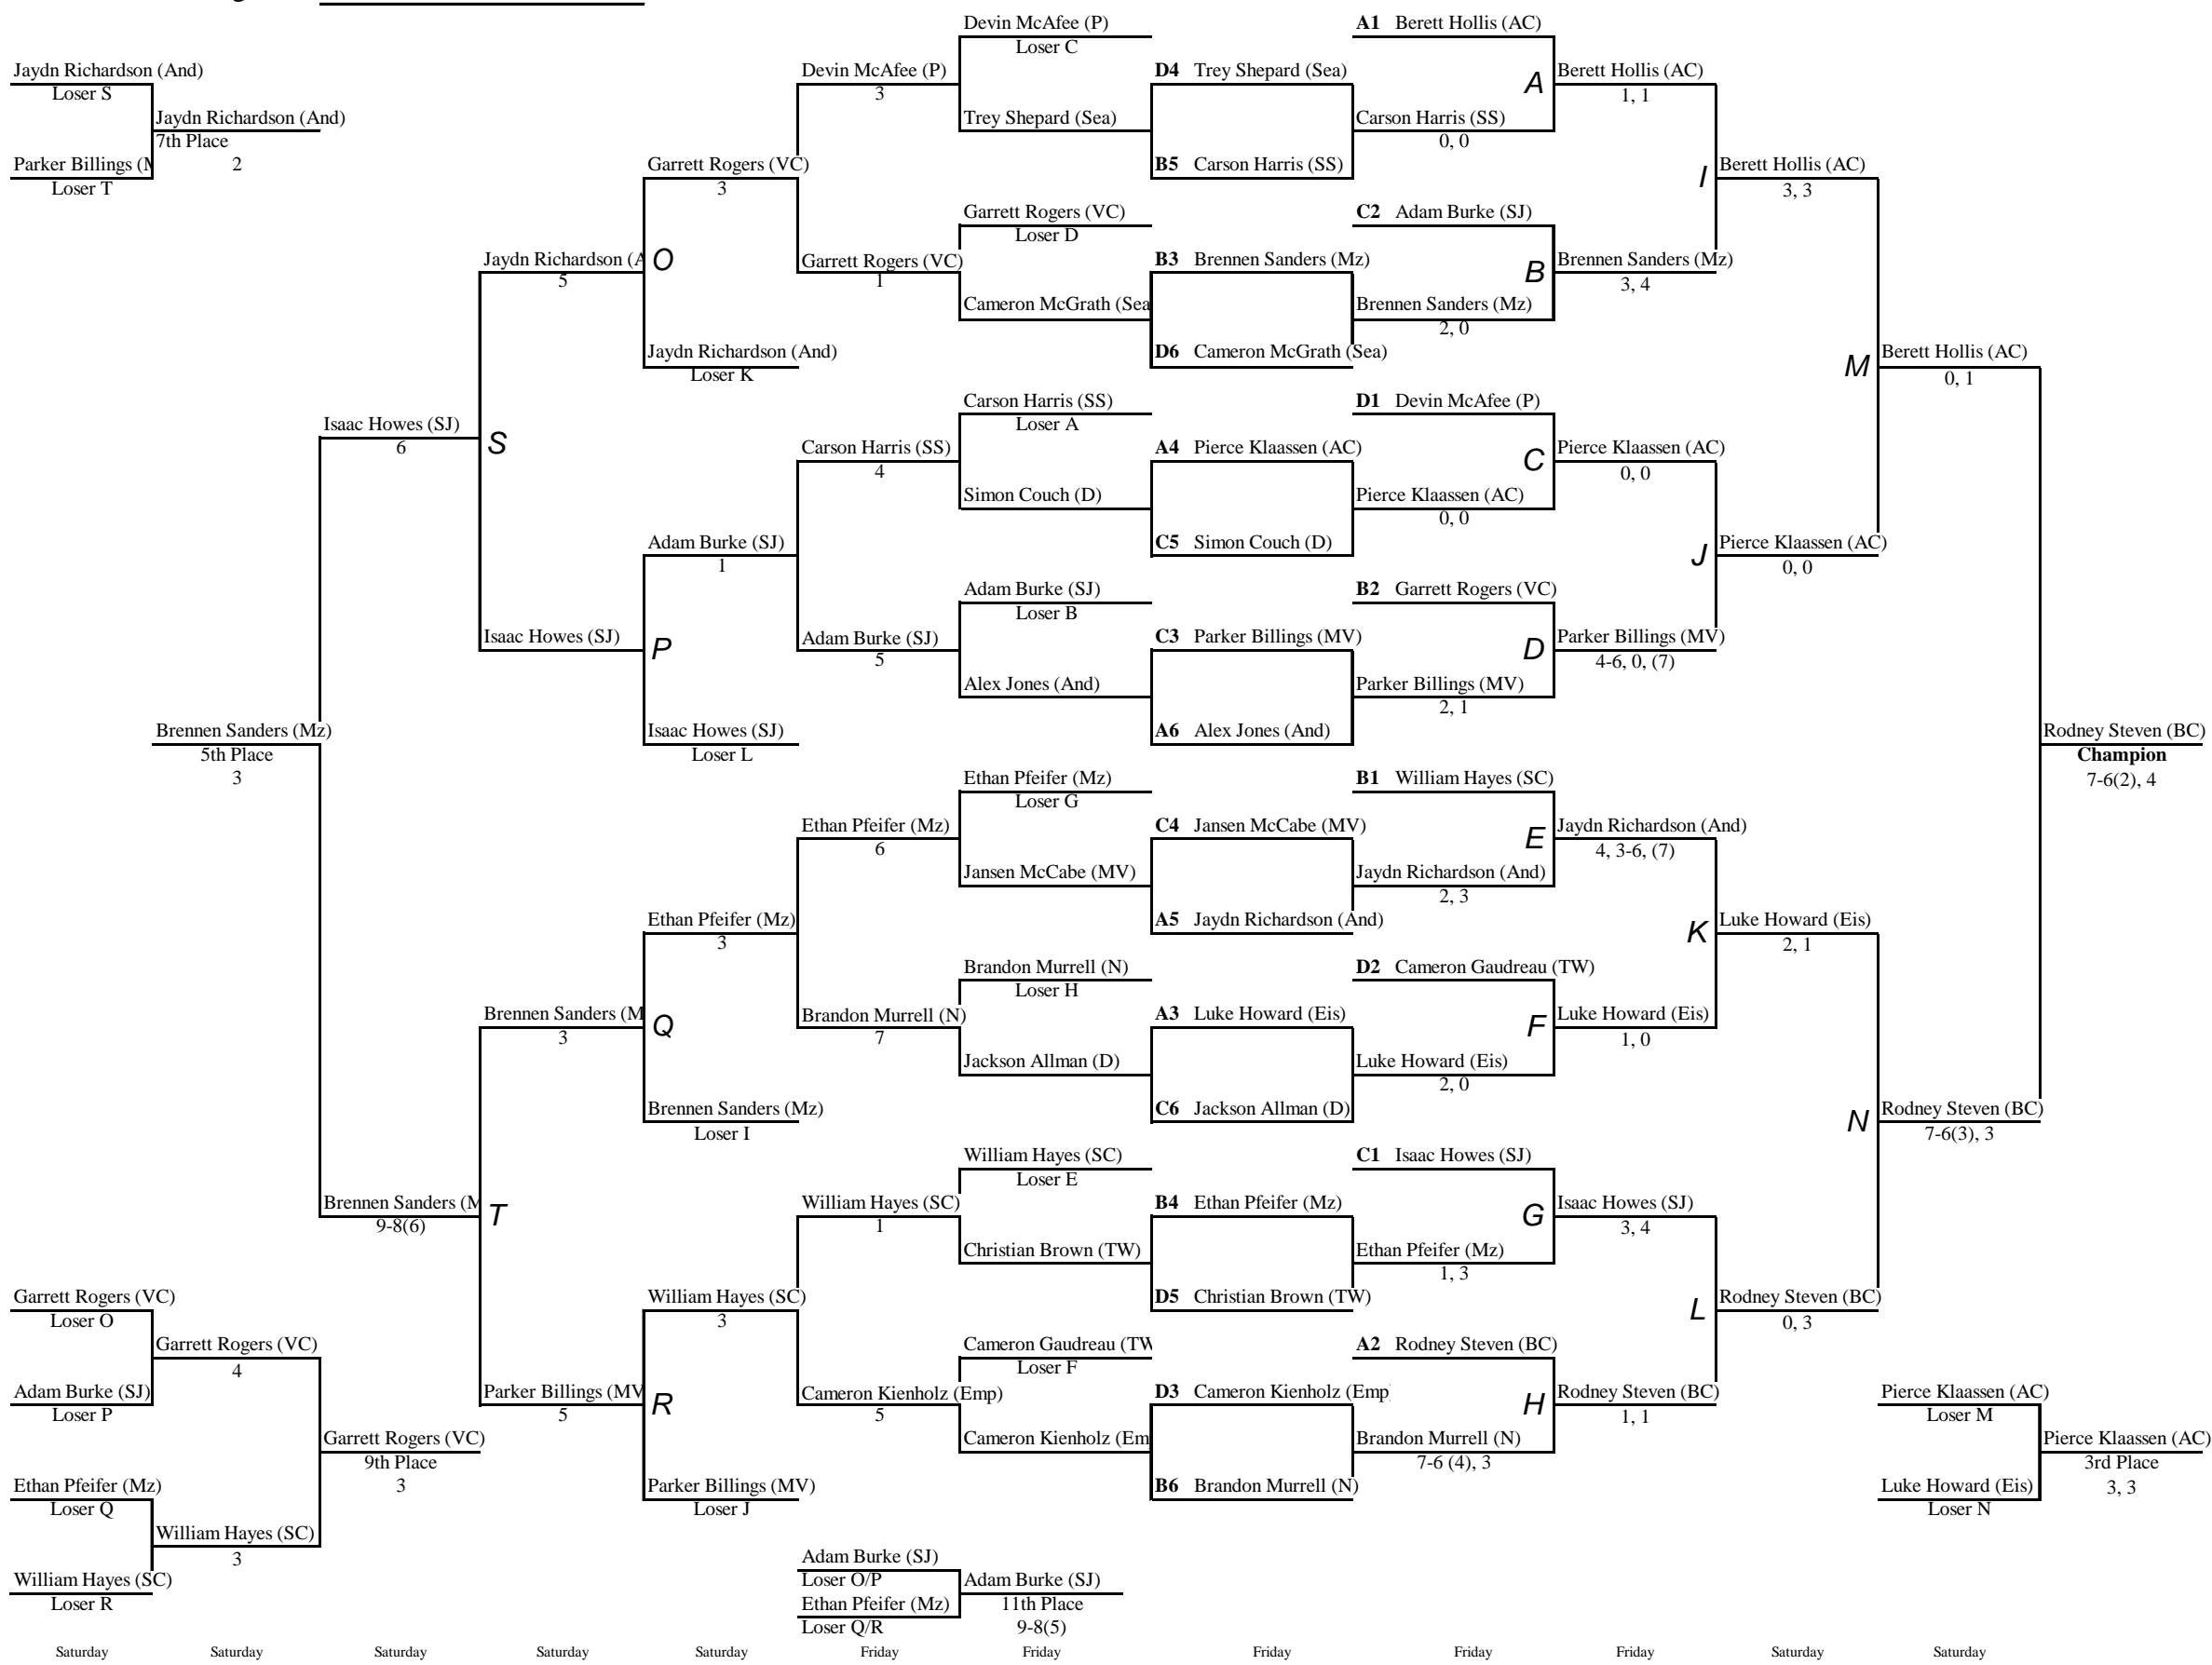 Devin McAfee (P)
Loser C
A1 Berett Hollis (AC)
Jaydn Richardson (And)
Loser S
Devin McAfee (P)
3
D4 Trey Shepard (Sea)
A
Berett Hollis (AC)
1, 1
Jaydn Richardson (And)
7th Place
2
Trey Shepard (Sea)
Carson Harris (SS)
0, 0
Parker Billings (M
Loser T
Garrett Rogers (VC)
3
B5 Carson Harris (SS)
I
Berett Hollis (AC)
3, 3
Garrett Rogers (VC)
Loser D
C2 Adam Burke (SJ)
Jaydn Richardson (A
5
O
Garrett Rogers (VC)
1
B3 Brennen Sanders (Mz)
B
Brennen Sanders (Mz)
3, 4
Cameron McGrath (Sea
Brennen Sanders (Mz)
2, 0
Jaydn Richardson (And)
Loser K
D6 Cameron McGrath (Sea)
M
Berett Hollis (AC)
0, 1
Carson Harris (SS)
Loser A
D1 Devin McAfee (P)
Isaac Howes (SJ)
6
S
Carson Harris (SS)
4
A4 Pierce Klaassen (AC)
C
Pierce Klaassen (AC)
0, 0
Simon Couch (D)
Pierce Klaassen (AC)
0, 0
Adam Burke (SJ)
1
C5 Simon Couch (D)
J
Pierce Klaassen (AC)
0, 0
Adam Burke (SJ)
Loser B
B2 Garrett Rogers (VC)
Isaac Howes (SJ)
P
Adam Burke (SJ)
5
C3 Parker Billings (MV)
D
Parker Billings (MV)
4-6, 0, (7)
Alex Jones (And)
Parker Billings (MV)
2, 1
Brennen Sanders (Mz)
5th Place
3
Isaac Howes (SJ)
Loser L
A6 Alex Jones (And)
Rodney Steven (BC)
Champion
7-6(2), 4
Ethan Pfeifer (Mz)
Loser G
B1 William Hayes (SC)
Ethan Pfeifer (Mz)
6
C4 Jansen McCabe (MV)
E
Jaydn Richardson (And)
4, 3-6, (7)
Jansen McCabe (MV)
Jaydn Richardson (And)
2, 3
Ethan Pfeifer (Mz)
3
A5 Jaydn Richardson (And)
K
Luke Howard (Eis)
2, 1
Brandon Murrell (N)
Loser H
D2 Cameron Gaudreau (TW)
Brennen Sanders (M
3
Q
Brandon Murrell (N)
7
A3 Luke Howard (Eis)
F
Luke Howard (Eis)
1, 0
Jackson Allman (D)
Luke Howard (Eis)
2, 0
Brennen Sanders (Mz)
Loser I
C6 Jackson Allman (D)
N
Rodney Steven (BC)
7-6(3), 3
William Hayes (SC)
Loser E
C1 Isaac Howes (SJ)
Brennen Sanders (M
9-8(6)
T
William Hayes (SC)
1
B4 Ethan Pfeifer (Mz)
G
Isaac Howes (SJ)
3, 4
Christian Brown (TW)
Ethan Pfeifer (Mz)
1, 3
Garrett Rogers (VC)
Loser O
William Hayes (SC)
3
D5 Christian Brown (TW)
L
Rodney Steven (BC)
0, 3
Garrett Rogers (VC)
4
Cameron Gaudreau (TW
Loser F
A2 Rodney Steven (BC)
Adam Burke (SJ)
Loser P
Parker Billings (MV
5
R
Cameron Kienholz (Emp)
5
D3 Cameron Kienholz (Emp
H
Rodney Steven (BC)
1, 1
Pierce Klaassen (AC)
Loser M
Garrett Rogers (VC)
9th Place
3
Cameron Kienholz (Em
Brandon Murrell (N)
7-6 (4), 3
Pierce Klaassen (AC)
3rd Place
3, 3
Ethan Pfeifer (Mz)
Loser Q
Parker Billings (MV)
Loser J
B6 Brandon Murrell (N)
Luke Howard (Eis)
Loser N
William Hayes (SC)
3
William Hayes (SC)
Loser R
Adam Burke (SJ)
Loser O/P
Adam Burke (SJ)
11th Place
9-8(5)
Ethan Pfeifer (Mz)
Loser Q/R
Saturday Saturday Saturday Saturday Saturday Friday Friday Friday Friday Friday Saturday Saturday